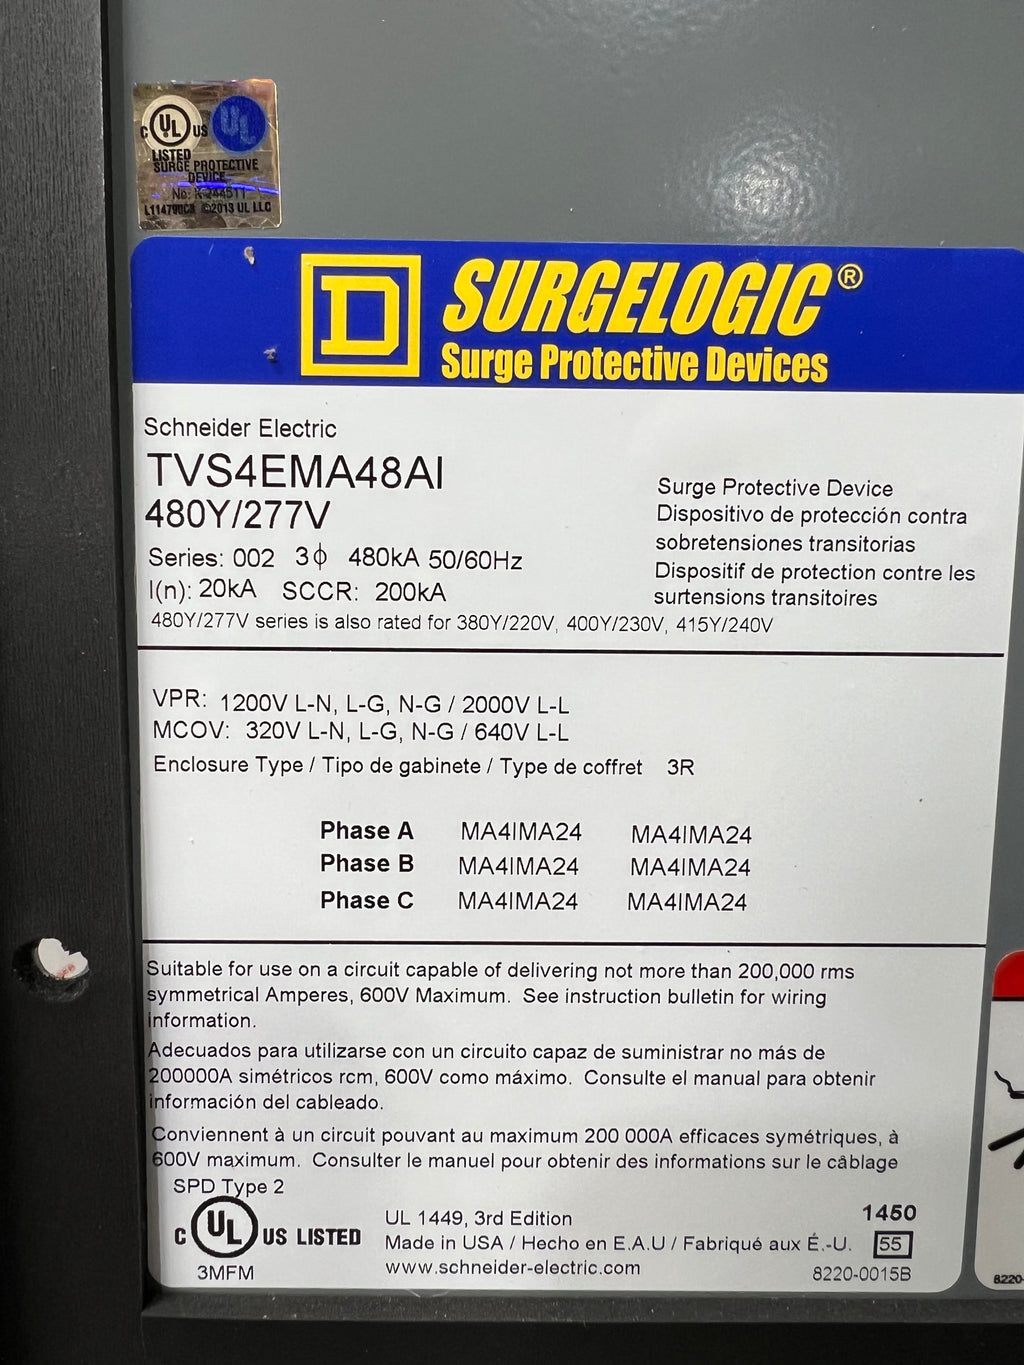 C UL US UL
LISTED
SURGE PROTECTIVE
DEVICE
No.
©2013 UL LLC
D SURGELOGIC®
Surge Protective Devices
Schneider Electric
TVS4EMA48AI
480Y/277V
Series: 002 3ϕ 480kA 50/60Hz
I(n): 20kA SCCR: 200kA
480Y/277V series is also rated for 380Y/220V, 400Y/230V, 415Y/240V
Surge Protective Device
Dispositivo de protección contra
sobretensiones transitorias
Dispositif de protection contre les
surtensions transitoires
VPR: 1200V L-N, L-G, N-G / 2000V L-L
MCOV: 320V L-N, L-G, N-G / 640V L-L
Enclosure Type / Tipo de gabinete / Type de coffret 3R
Phase A MA4IMA24 MA4IMA24
Phase B MA4IMA24 MA4IMA24
Phase C MA4IMA24 MA4IMA24
Suitable for use on a circuit capable of delivering not more than 200,000 rms
symmetrical Amperes, 600V Maximum. See instruction bulletin for wiring
information.
Adecuados para utilizarse con un circuito capaz de suministrar no más de
200000A simétricos rcm, 600V como máximo. Consulte el manual para obtener
información del cableado.
Conviennent à un circuit pouvant au maximum 200 000A efficaces symétriques, à
600V maximum. Consulter le manuel pour obtenir des informations sur le câblage
SPD Type 2
C UL US LISTED
3MFM
UL 1449, 3rd Edition
Made in USA / Hecho en E.A.U / Fabriqué aux É.-U.
www.schneider-electric.com
1450
55
8220-0015B
8220-